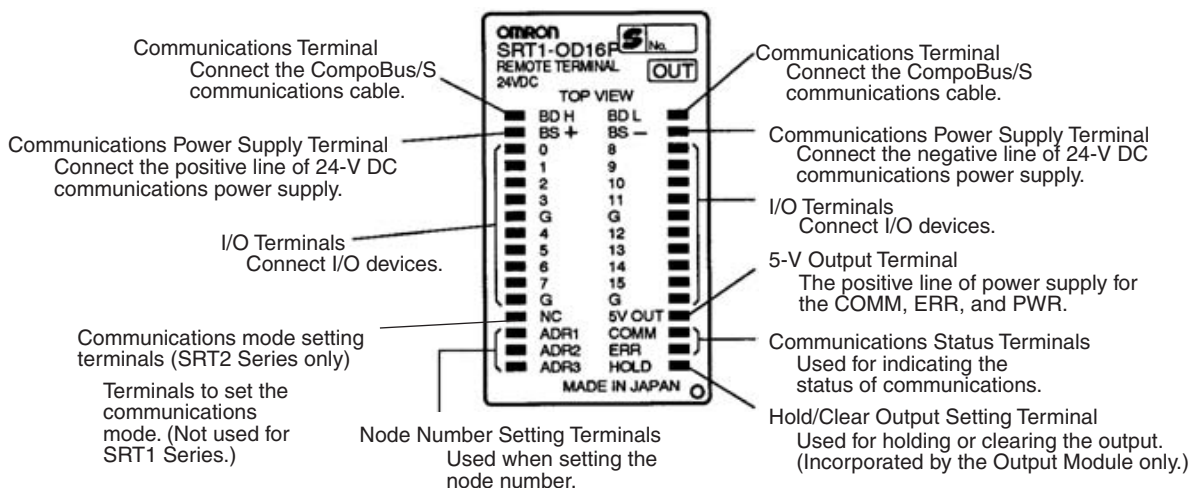 Communications Terminal
Connect the CompoBus/S
communications cable.
Communications Power Supply Terminal
Connect the positive line of 24-V DC
communications power supply.
I/O Terminals
Connect I/O devices.
Communications mode setting
terminals (SRT2 Series only)
Terminals to set the
communications
mode. (Not used for
SRT1 Series.)
Node Number Setting Terminals
Used when setting the
node number.
OMRON
SRT1-OD16P
S No.
REMOTE TERMINAL
24VDC
OUT
TOP VIEW
BD H BD L
BS + BS —
0 8
1 9
2 10
3 11
G G
4 12
5 13
6 14
7 15
G G
NC 5V OUT
ADR1 COMM
ADR2 ERR
ADR3 HOLD
MADE IN JAPAN
Communications Terminal
Connect the CompoBus/S
communications cable.
Communications Power Supply Terminal
Connect the negative line of 24-V DC
communications power supply.
I/O Terminals
Connect I/O devices.
5-V Output Terminal
The positive line of power supply for
the COMM, ERR, and PWR.
Communications Status Terminals
Used for indicating the
status of communications.
Hold/Clear Output Setting Terminal
Used for holding or clearing the output.
(Incorporated by the Output Module only.)